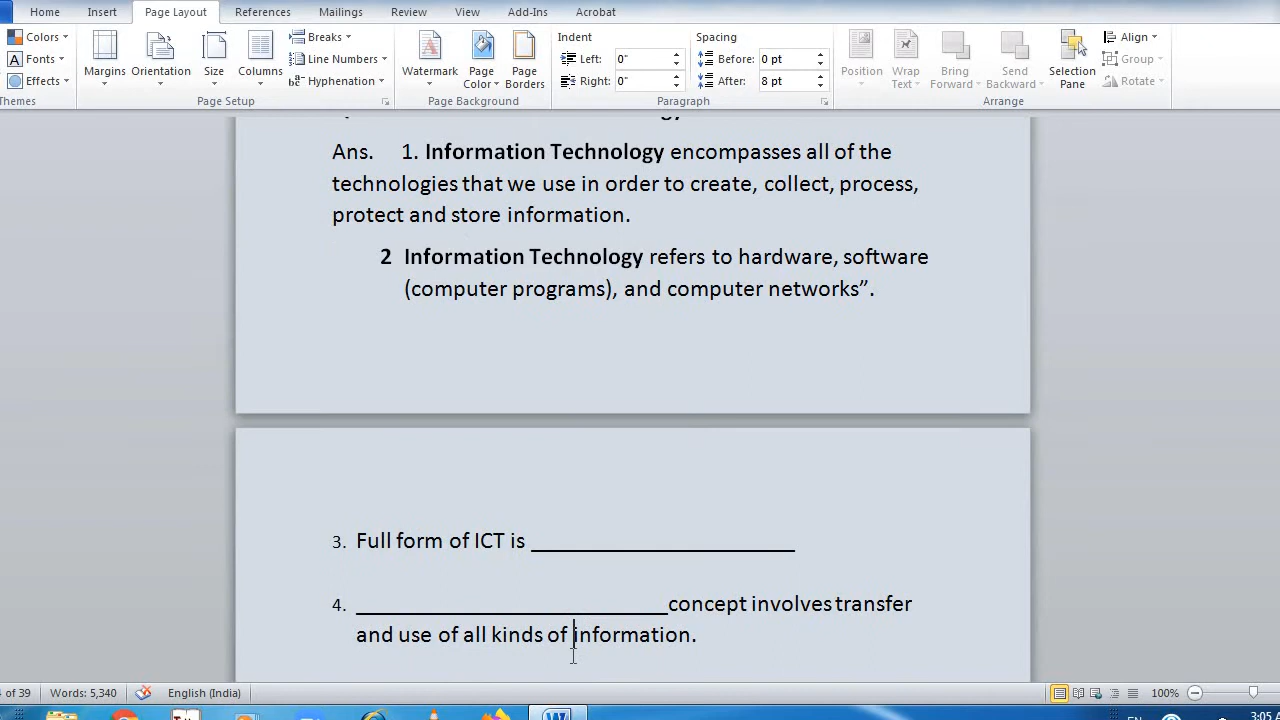 Home Insert Page Layout References Mailings Review View Add-Ins Acrobat
Colors Breaks Indent Spacing Align
Fonts Line Numbers Left: 0" Before: 0 pt Group
Effects Margins Orientation Size Columns Hyphenation Watermark Page Color Page Borders Right: 0" After: 8 pt Position Wrap Text Bring Forward Send Backward Selection Pane Rotate
Themes Page Setup Page Background Paragraph Arrange
Ans. 1. Information Technology encompasses all of the
technologies that we use in order to create, collect, process,
protect and store information.
2 Information Technology refers to hardware, software
(computer programs), and computer networks”.
3. Full form of ICT is ________________________
4. ____________________________concept involves transfer
and use of all kinds of information.
of 39 Words: 5,340 English (India) 100%
EN 3:05